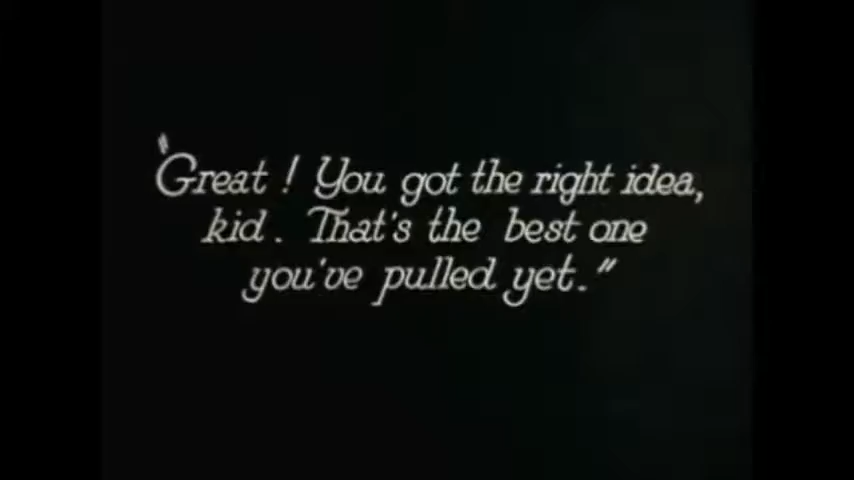 "Great! You got the right idea,
kid. That's the best one
you've pulled yet."